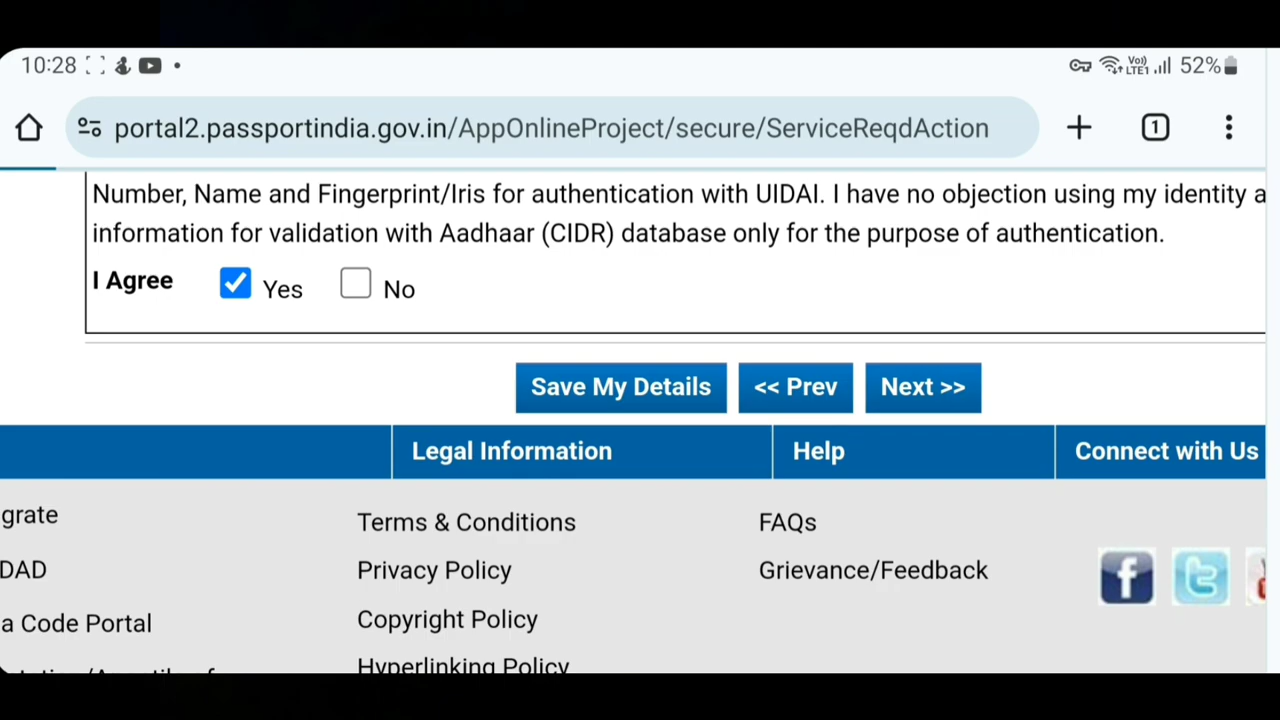 10:28
VoJ) LTE1 52%
portal2.passportindia.gov.in/AppOnlineProject/secure/ServiceReqdAction
1
Number, Name and Fingerprint/Iris for authentication with UIDAI. I have no objection using my identity a
information for validation with Aadhaar (CIDR) database only for the purpose of authentication.
I Agree Yes No
Save My Details << Prev Next >>
Legal Information Help Connect with Us
grate Terms & Conditions FAQs
DAD Privacy Policy Grievance/Feedback
a Code Portal Copyright Policy
Hyperlinking Policy